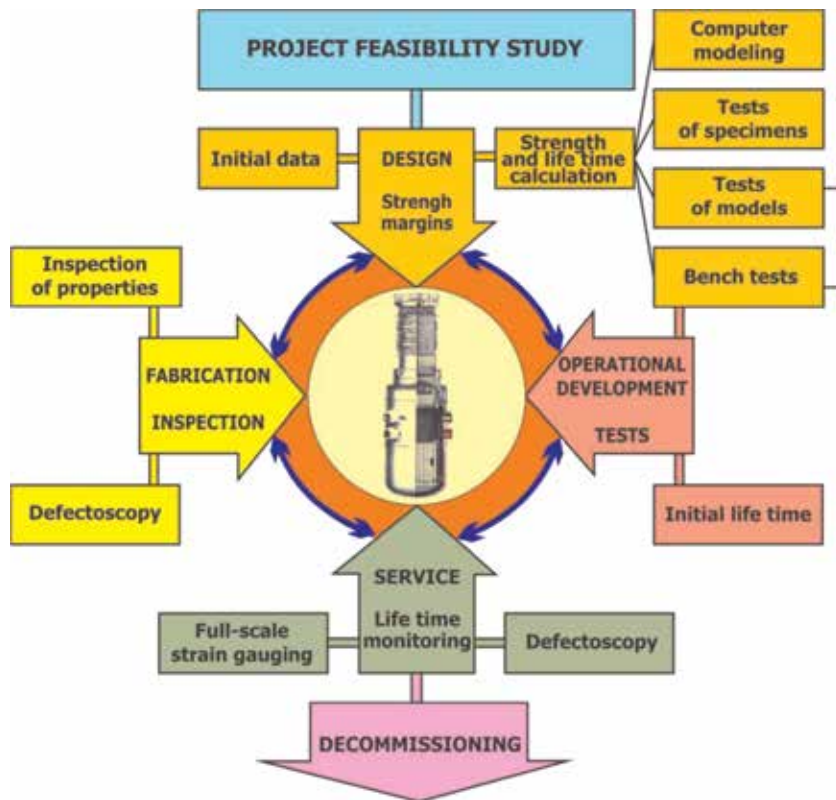 PROJECT FEASIBILITY STUDY
Computer
modeling
Initial data
DESIGN
Strengh
margins
Strength
and life time
calculation
Tests
of specimens
Tests
of models
Bench tests
Inspection
of properties
FABRICATION
INSPECTION
OPERATIONAL
DEVELOPMENT
TESTS
Defectoscopy
Initial life time
SERVICE
Life time
monitoring
Full-scale
strain gauging
Defectoscopy
DECOMMISSIONING